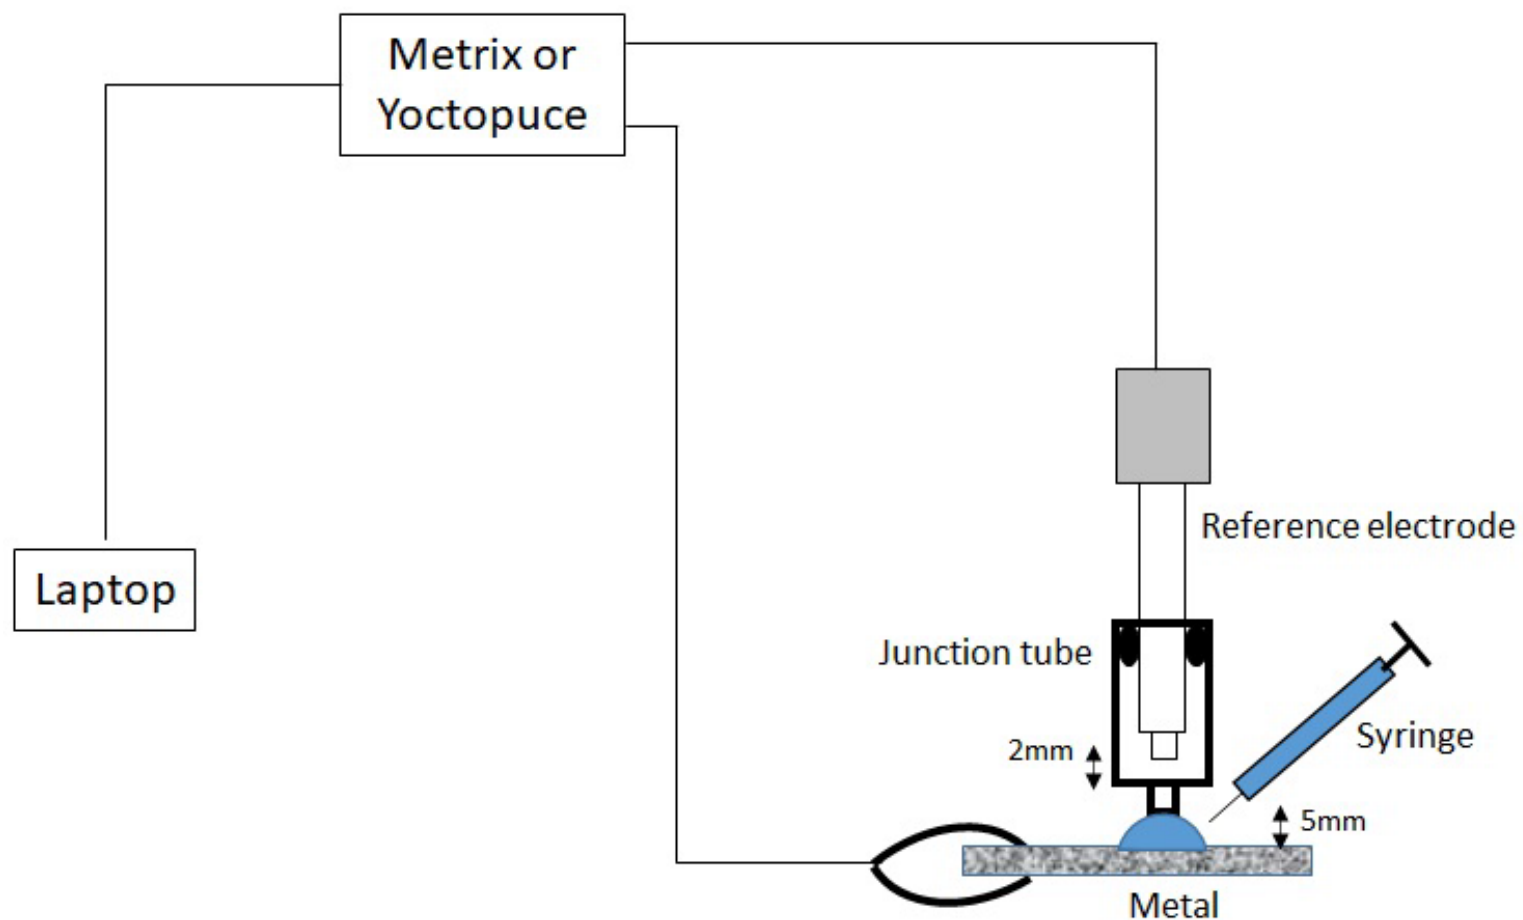 Metrix or
Yoctopuce
Laptop
Reference electrode
Junction tube
Syringe
2mm
5mm
Metal